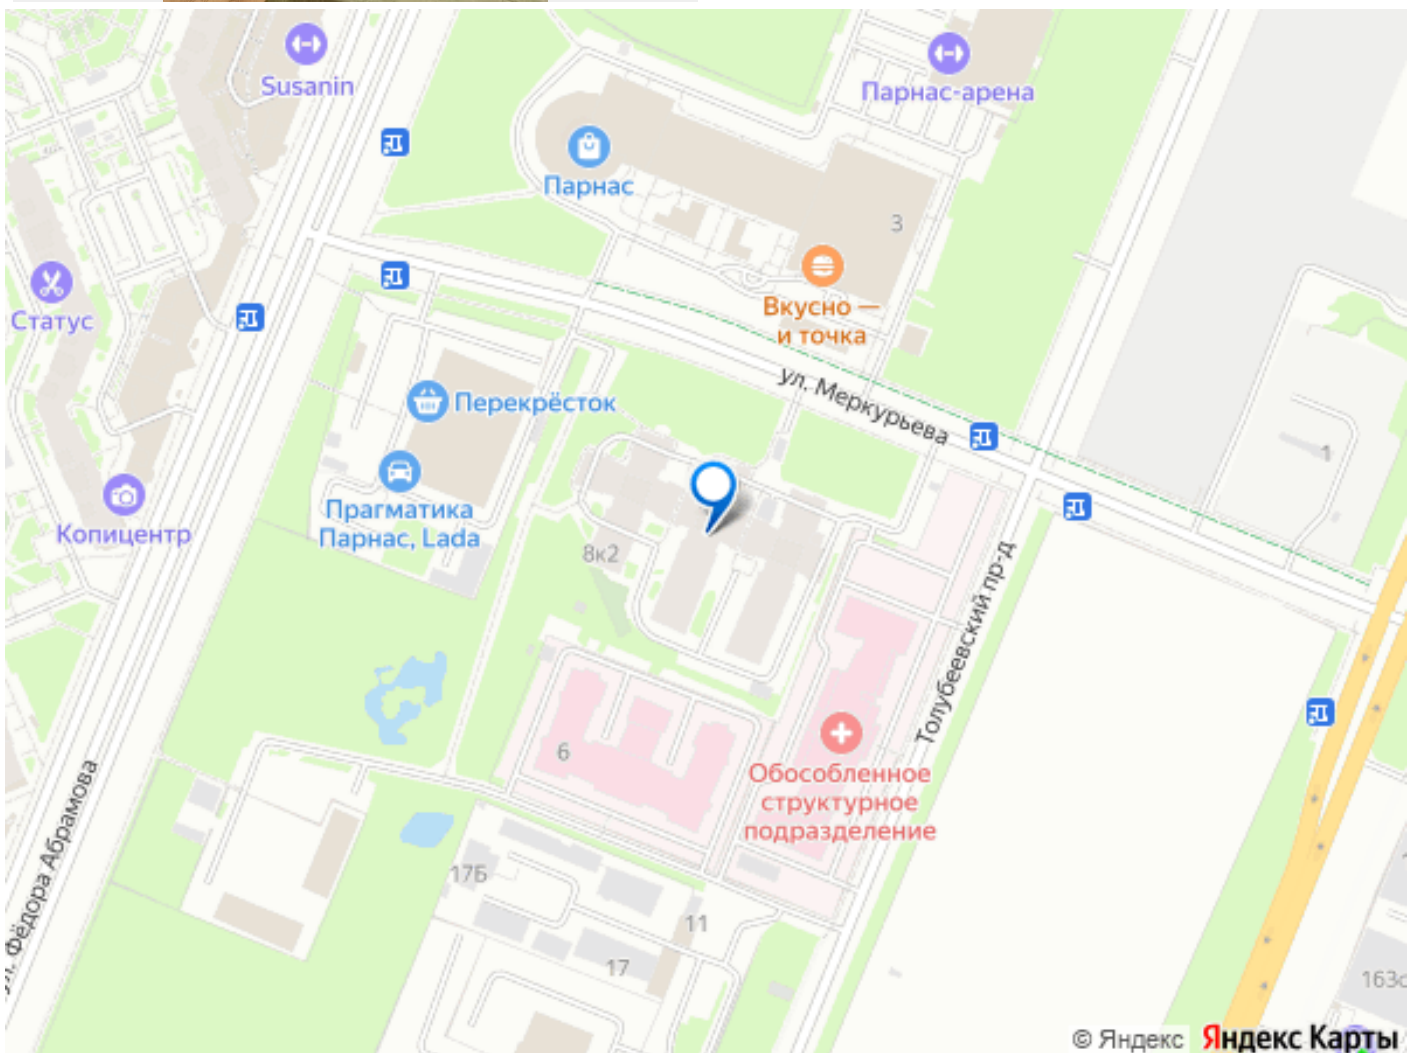 Susanin
Парнас-арена
Парнас
3
Статус
Вкусно —
и точка
ул. Меркурьева
Перекрёсток
1
Прагматика
Парнас, Lada
Копицентр
8к2
Толубеевский пр-д
6
Обособленное
структурное
подразделение
ул. Фёдора Абрамова
17Б
11
17
© Яндекс Яндекс Карты